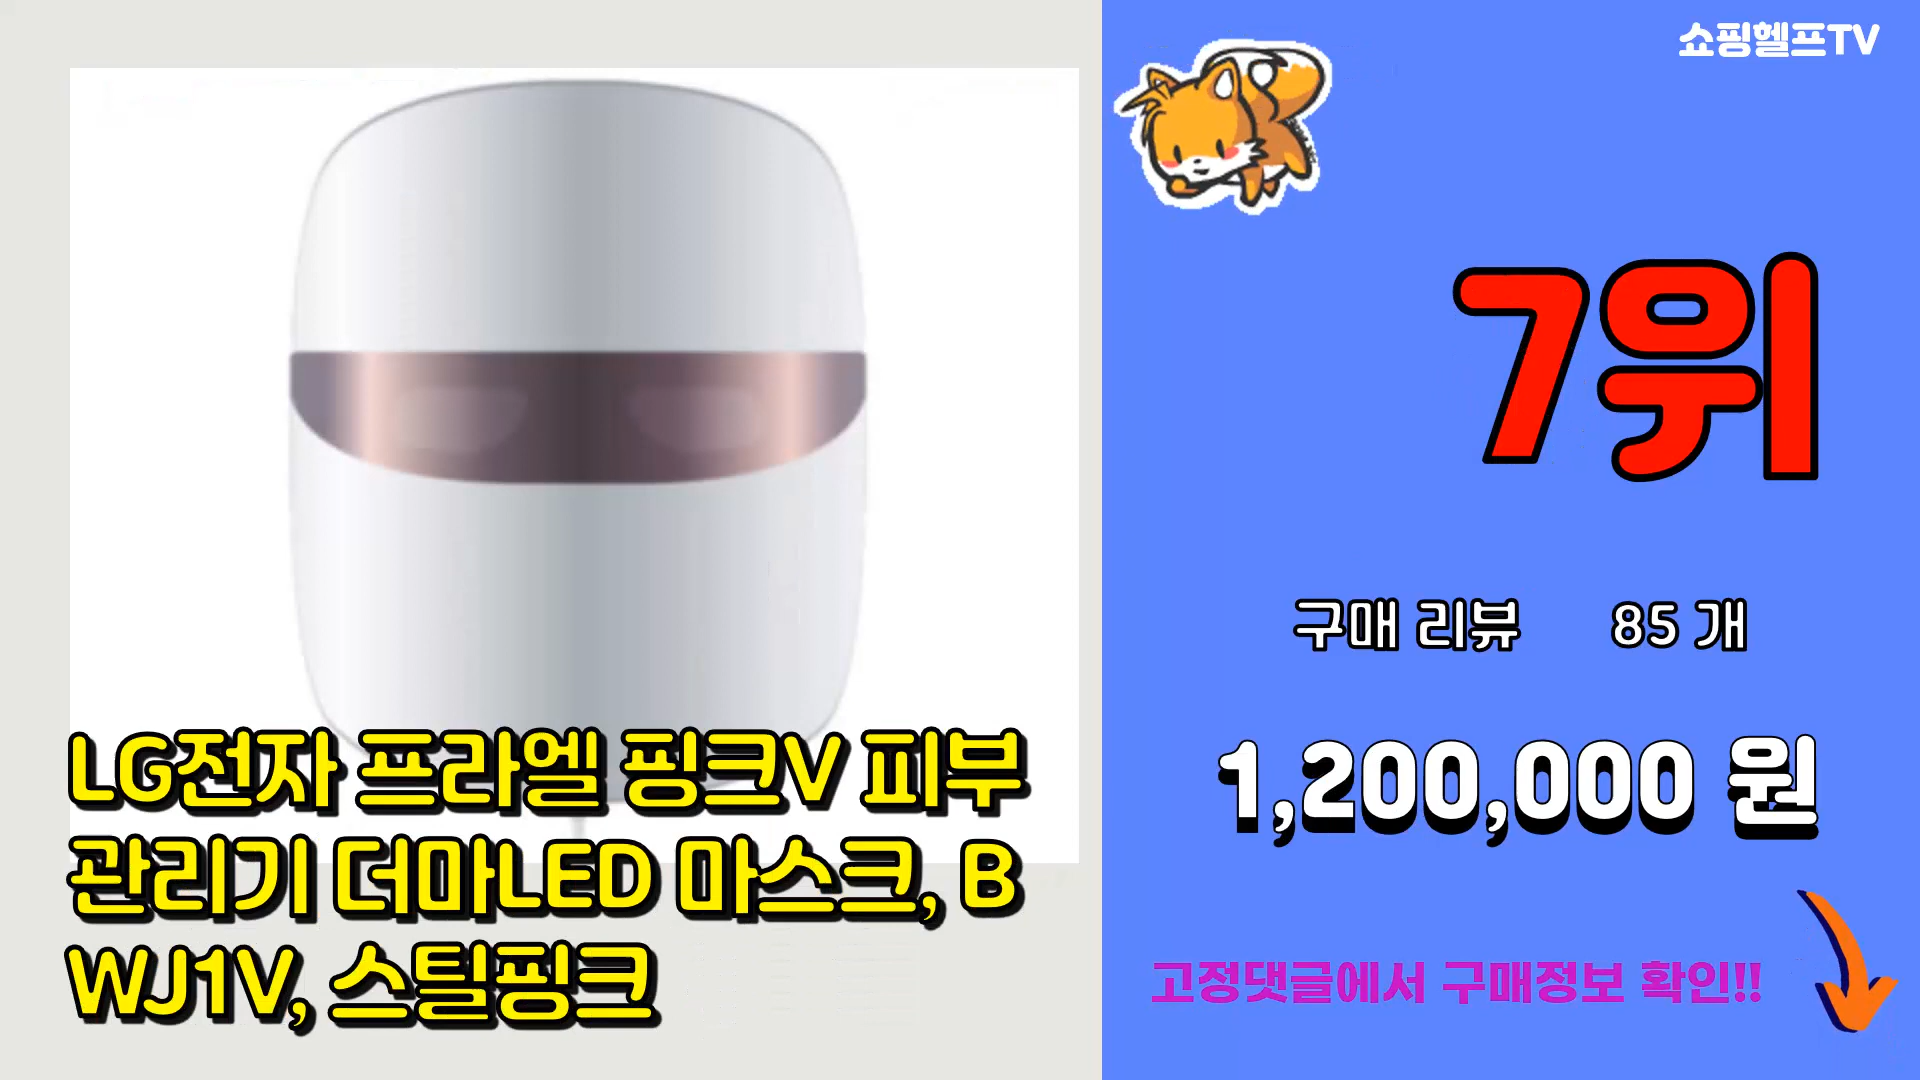 쇼핑헬프TV
7위
구매 리뷰 85 개
1,200,000 원
LG전자 프라엘 핑크V 피부
관리기 더마LED 마스크, B
WJ1V, 스틸핑크
고정댓글에서 구매정보 확인!!